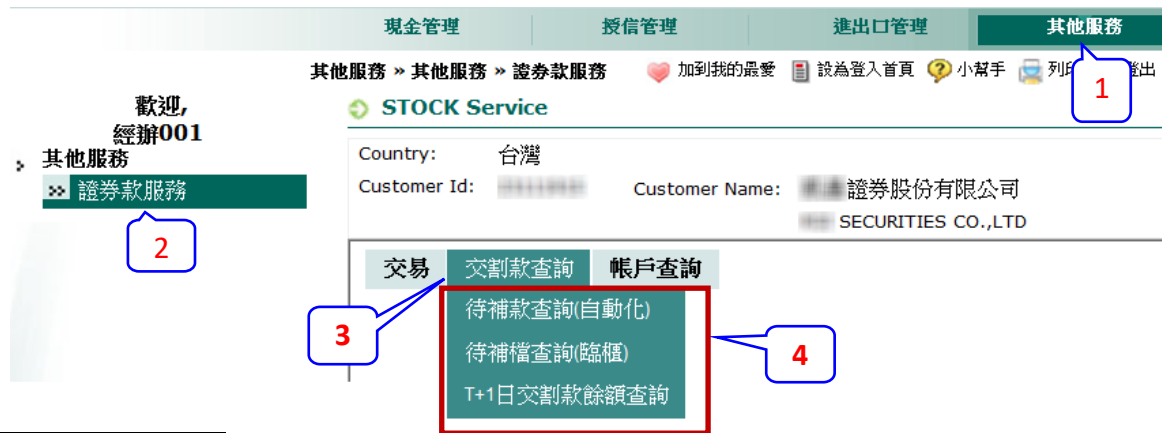 現金管理 授信管理 進出口管理 其他服務
其他服務 » 其他服務 » 證券款服務 加到我的最愛 設為登入首頁 小幫手 列印 登出
1
歡迎,
經辦001
STOCK Service
其他服務
» 證券款服務
2
Country: 台灣
Customer Id: Customer Name: 證券股份有限公司
SECURITIES CO.,LTD
交易 交割款查詢 帳戶查詢
3
待補款查詢(自動化)
待補檔查詢(臨櫃)
T+1日交割款餘額查詢
4